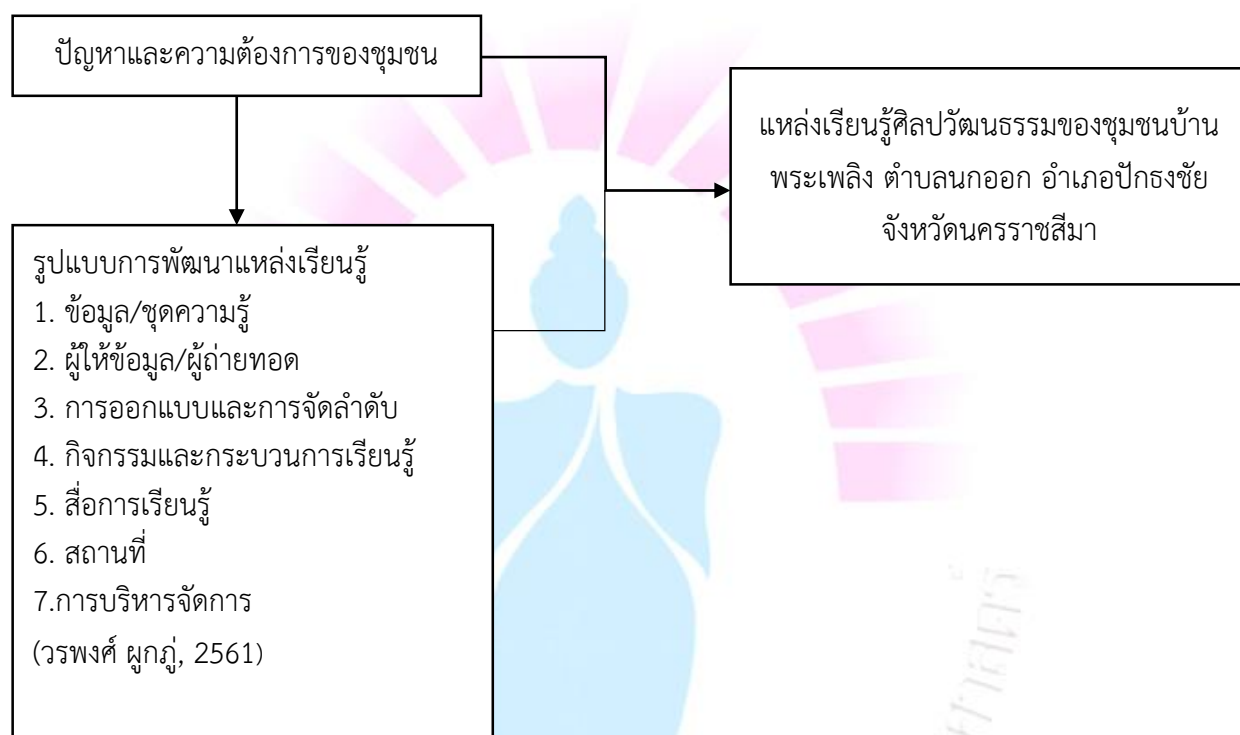 ปัญหาและความต้องการของชุมชน
แหล่งเรียนรู้ศิลปวัฒนธรรมของชุมชนบ้าน
พระเพลิง ตำบลนกออก อำเภอปักธงชัย
จังหวัดนครราชสีมา
รูปแบบการพัฒนาแหล่งเรียนรู้
1. ข้อมูล/ชุดความรู้
2. ผู้ให้ข้อมูล/ผู้ถ่ายทอด
3. การออกแบบและการจัดลำดับ
4. กิจกรรมและกระบวนการเรียนรู้
5. สื่อการเรียนรู้
6. สถานที่
7.การบริหารจัดการ
(วรพงศ์ ผูกภู่, 2561)